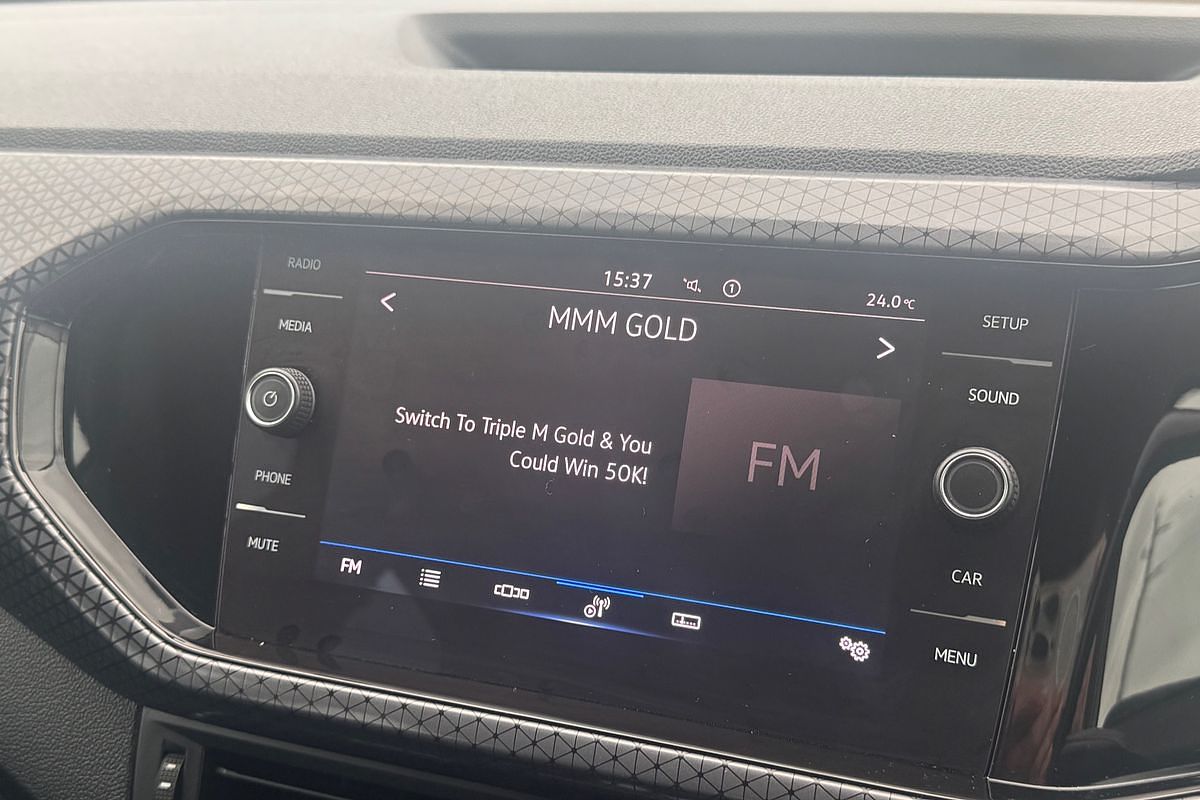 RADIO
MEDIA
PHONE
MUTE
15:37
1
24.0°C
MMM GOLD
Switch To Triple M Gold & You
Could Win 50K!
FM
FM
SETUP
SOUND
CAR
MENU